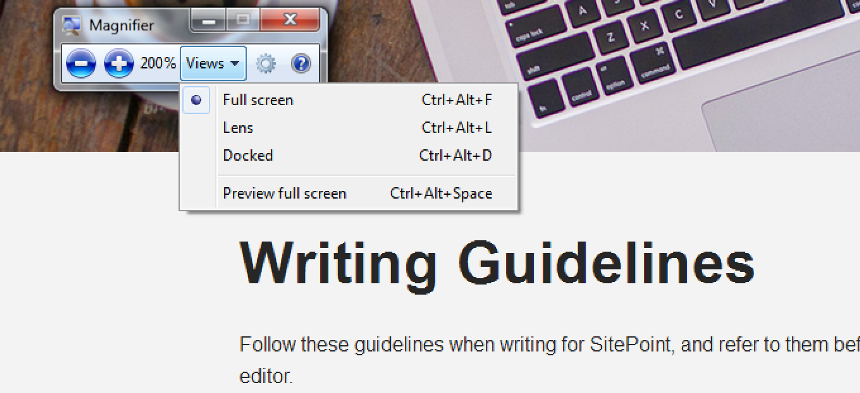 Magnifier
200% Views
Full screen Ctrl+Alt+F
Lens Ctrl+Alt+L
Docked Ctrl+Alt+D
Preview full screen Ctrl+Alt+Space
tab
A
S
D
caps lock
Z
X
C
V
shift
fn
control
option
command
Writing Guidelines
Follow these guidelines when writing for SitePoint, and refer to them
editor.